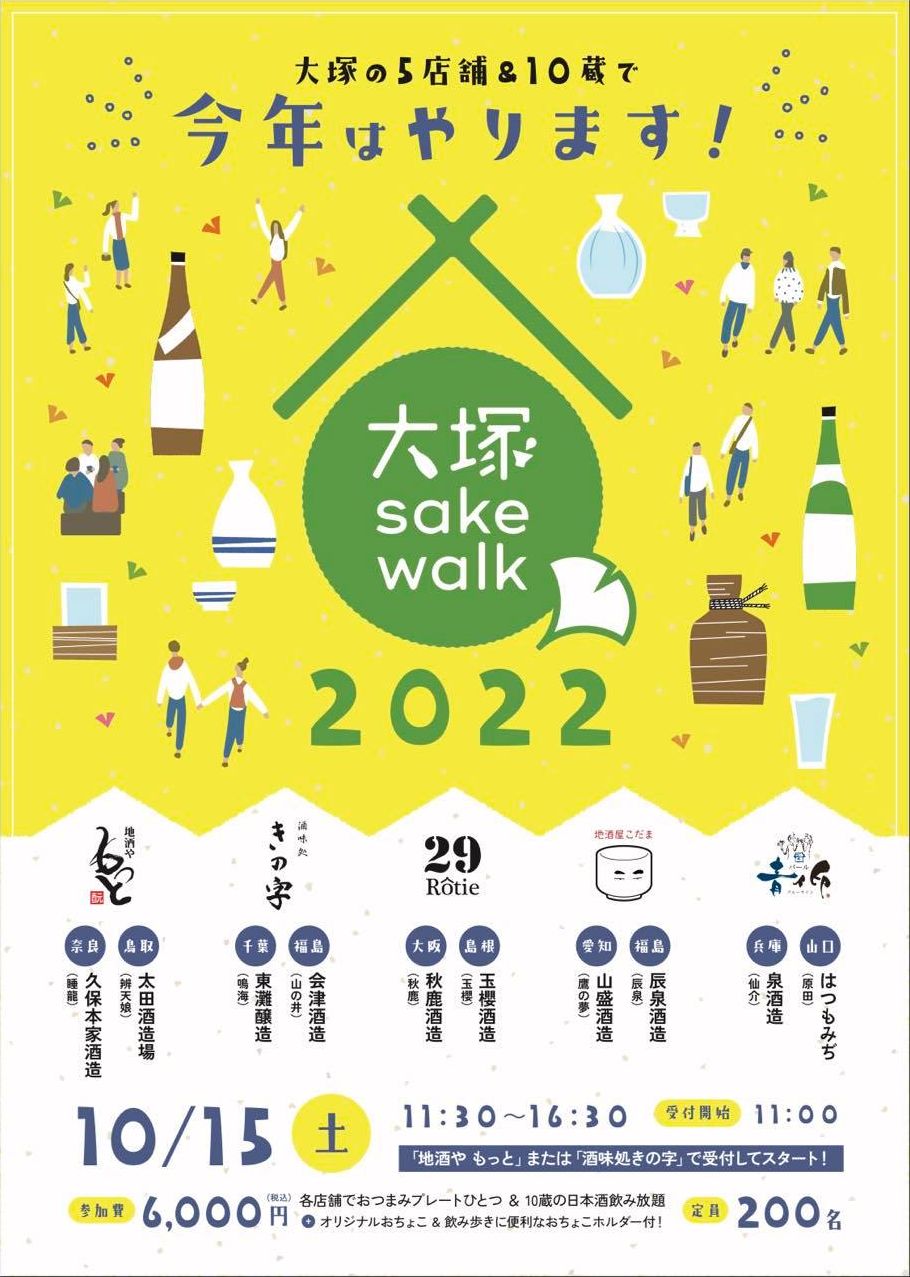 大塚の5店舗&10蔵で
今年はやります！
大塚
sake
walk
2022
地酒や
もっと
酛
酒味処
きの字
29
Rôtie
地酒屋こだま
バール
青柳
ブルーウィロ
鳥取
太田酒造場
(辨天娘)
奈良
久保本家酒造
(睡龍)
福島
会津酒造
(山の井)
千葉
東灘醸造
(鳴海)
島根
玉櫻酒造
(玉櫻)
大阪
秋鹿酒造
(秋鹿)
福島
辰泉酒造
(辰泉)
愛知
山盛酒造
(鷹の夢)
山口
はつもみぢ
(原田)
兵庫
泉酒造
(仙介)
10/15 土
11:30〜16:30 受付開始 11:00
「地酒や もっと」または「酒味処きの字」で受付してスタート！
参加費 6,000円(税込)
各店舗でおつまみプレートひとつ & 10蔵の日本酒飲み放題
+ オリジナルおちょこ & 飲み歩きに便利なおちょこホルダー付！
定員 200名